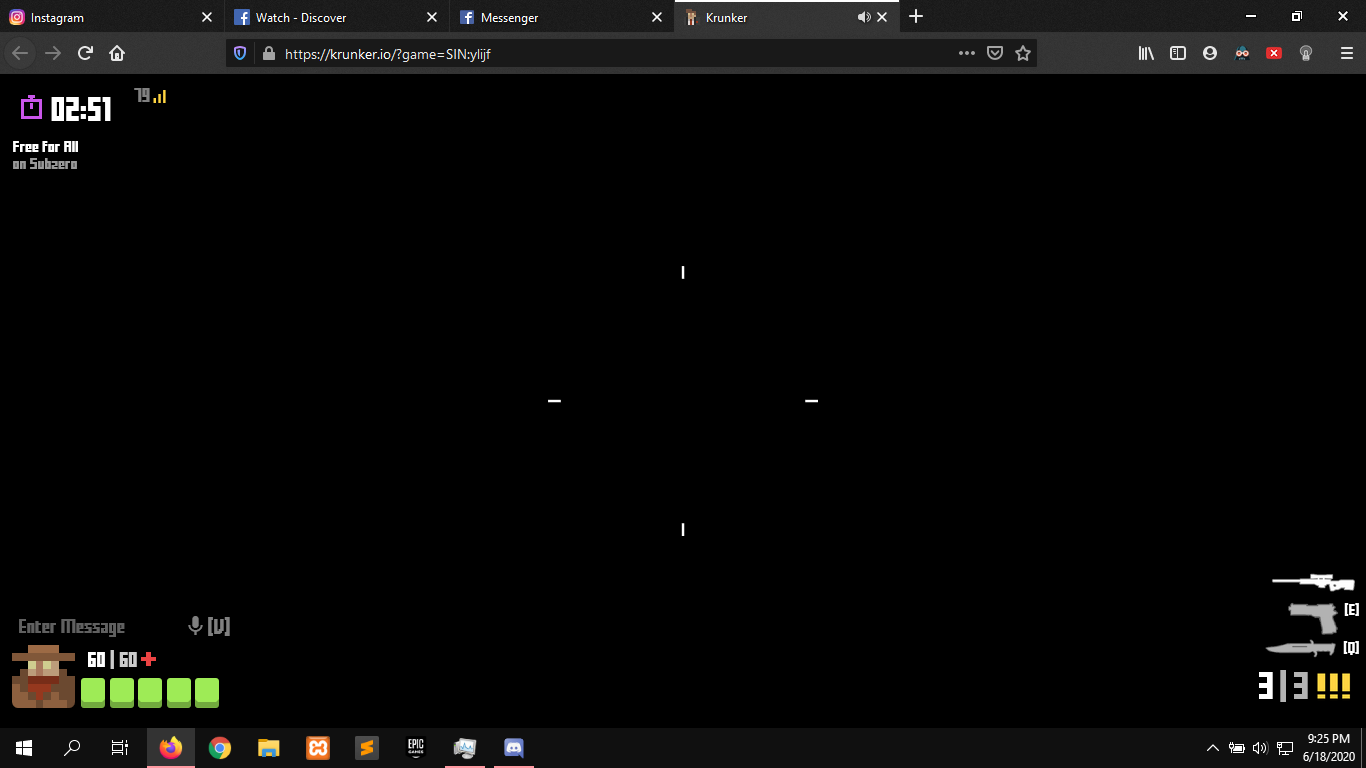 Instagram
Watch - Discover
Messenger
Krunker
https://krunker.io/?game=SIN:ylijf
02:51
79
Free For All
on Subzero
[E]
Enter Message
[V]
[Q]
60 | 60
3 | 3 !!!
EPIC
GAMES
9:25 PM
6/18/2020